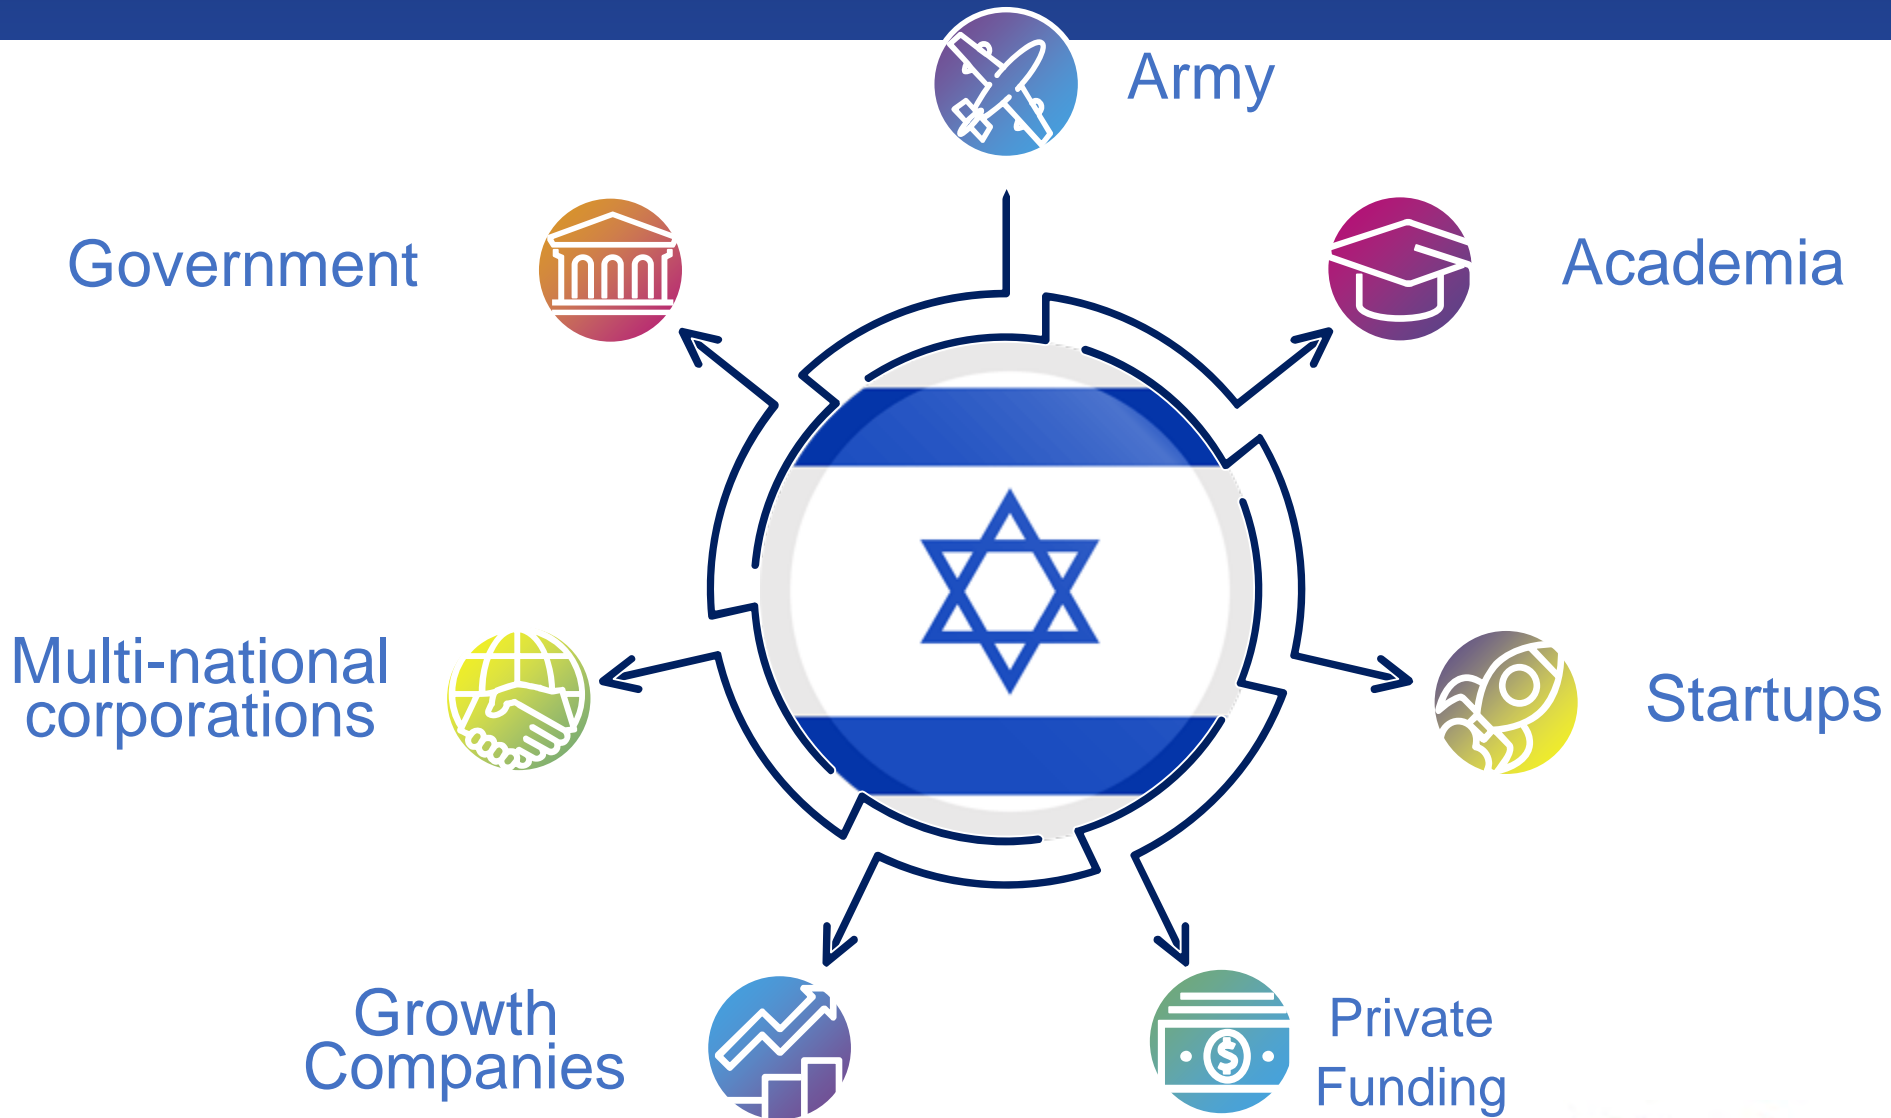 Army
Government
Academia
Multi-national
corporations
Startups
Growth
Companies
Private
Funding